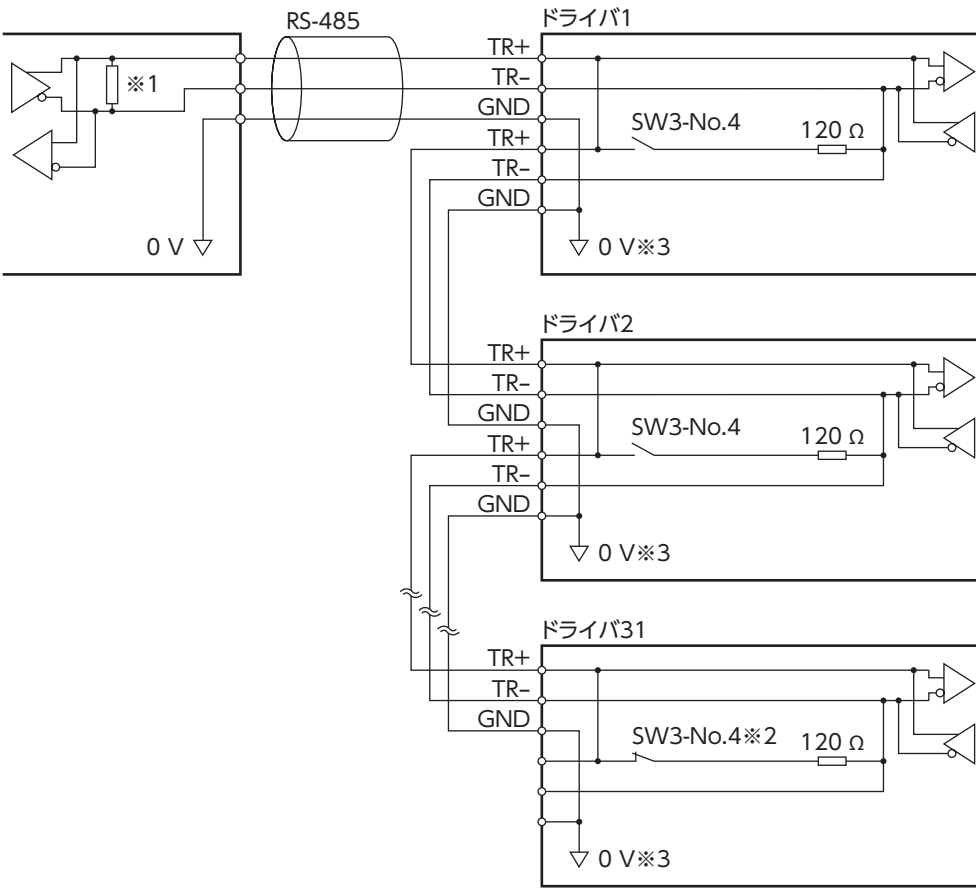 RS-485
ドライバ1
TR+
TR−
GND
TR+
TR−
GND
※1
0 V
SW3-No.4
120 Ω
0 V※3
ドライバ2
TR+
TR−
GND
TR+
TR−
GND
SW3-No.4
120 Ω
0 V※3
ドライバ31
TR+
TR−
GND
SW3-No.4※2
120 Ω
0 V※3